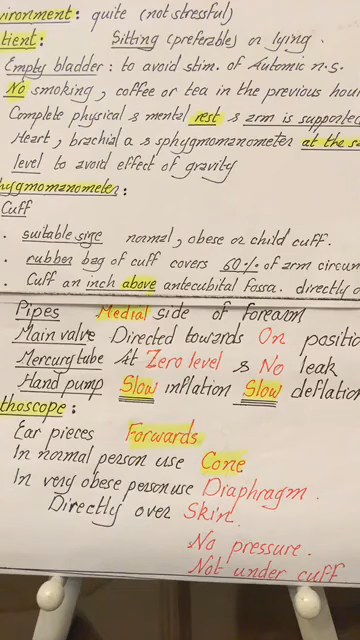 vironment: quite (not stressful)
tient: Sitting (preferable) or lying.
Empty bladder: to avoid stim. of Automic n.s.
No smoking, coffee or tea in the previous hour
Complete physical & mental rest & arm is supported
Heart, brachial a & sphygmomanometer at the sa
level to avoid effect of gravity
hygmomanometer:
Cuff
. suitable size normal, obese or child cuff.
. rubber bag of cuff covers 60% of arm circum
. Cuff an inch above antecubital fossa. directly o
Pipes Medial side of forearm
Main valve Directed towards On positio
Mercury tube At Zero level & No leak
Hand pump Slow inflation Slow deflation
thoscope:
Ear pieces Forwards
In normal person use Cone
In very obese person use Diaphragm.
Directly over Skin.
No pressure.
Not under cuff